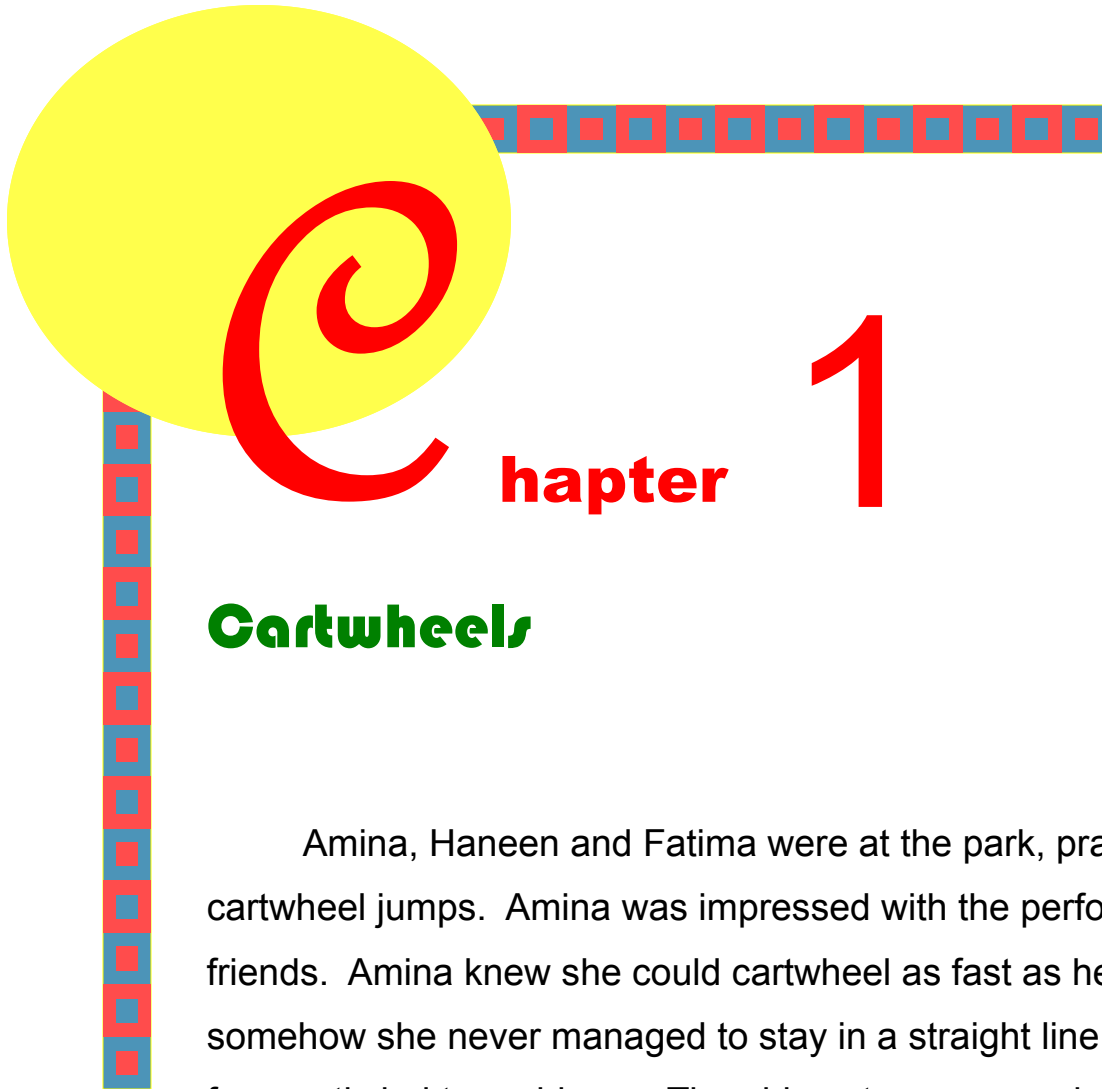 Chapter 1
Cartwheels
Amina, Haneen and Fatima were at the park, pra
cartwheel jumps.  Amina was impressed with the perfo
friends.  Amina knew she could cartwheel as fast as he
somehow she never managed to stay in a straight line